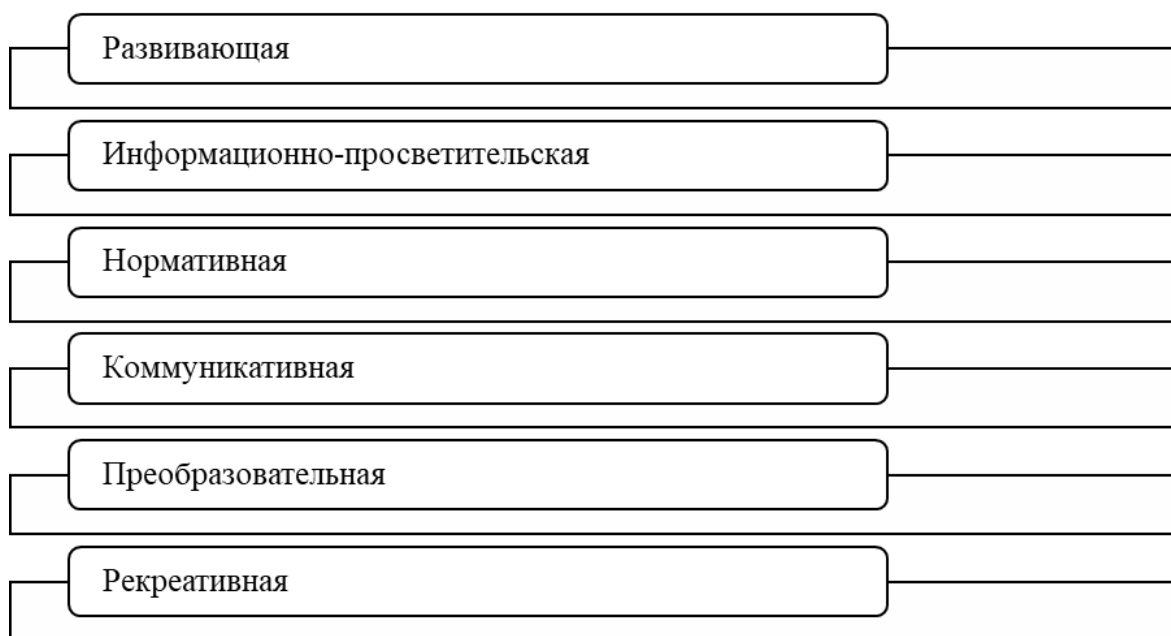 Развивающая
Информационно-просветительская
Нормативная
Коммуникативная
Преобразовательная
Рекреативная